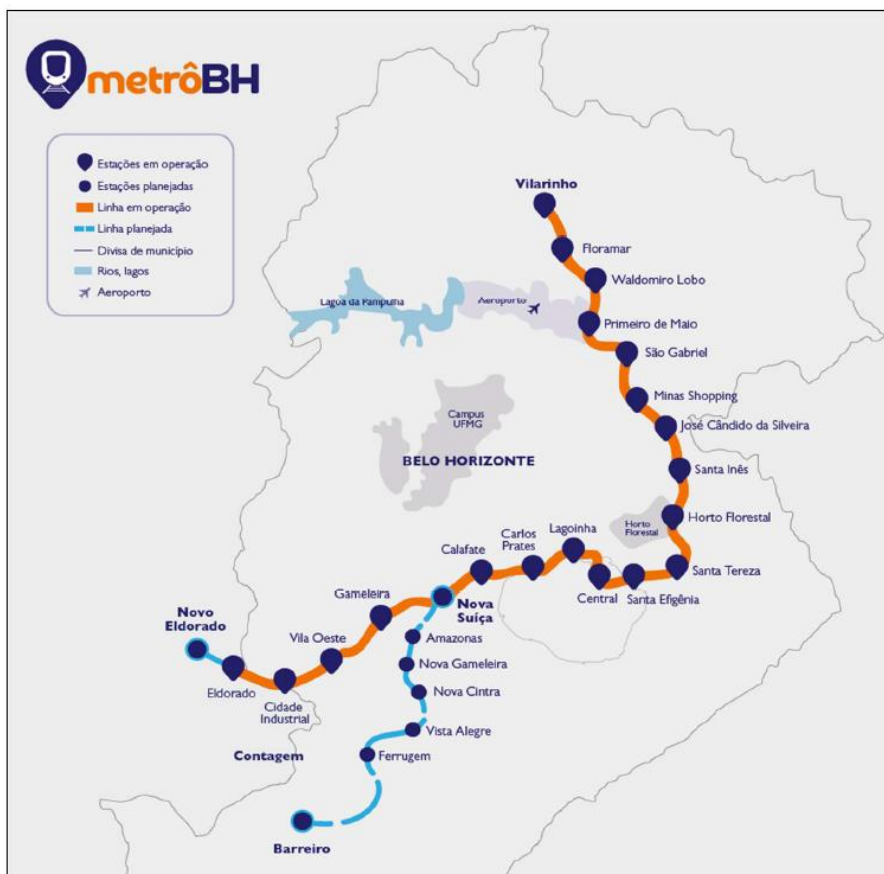 metrôBH
Estações em operação
Estações planejadas
Linha em operação
Linha planejada
Divisa de município
Rios, lagos
Aeroporto
Vilarinho
Floramar
Waldomiro Lobo
Lagoa da Pampulha
Aeroporto
Primeiro de Maio
São Gabriel
Minas Shopping
Campus
UFMG
José Cândido da Silveira
BELO HORIZONTE
Santa Inês
Horto
Florestal
Horto Florestal
Lagoinha
Carlos
Prates
Calafate
Santa Tereza
Central
Santa Efigênia
Gameleira
Nova
Suíça
Novo
Eldorado
Vila Oeste
Amazonas
Nova Gameleira
Eldorado
Nova Cintra
Cidade
Industrial
Vista Alegre
Contagem
Ferrugem
Barreiro